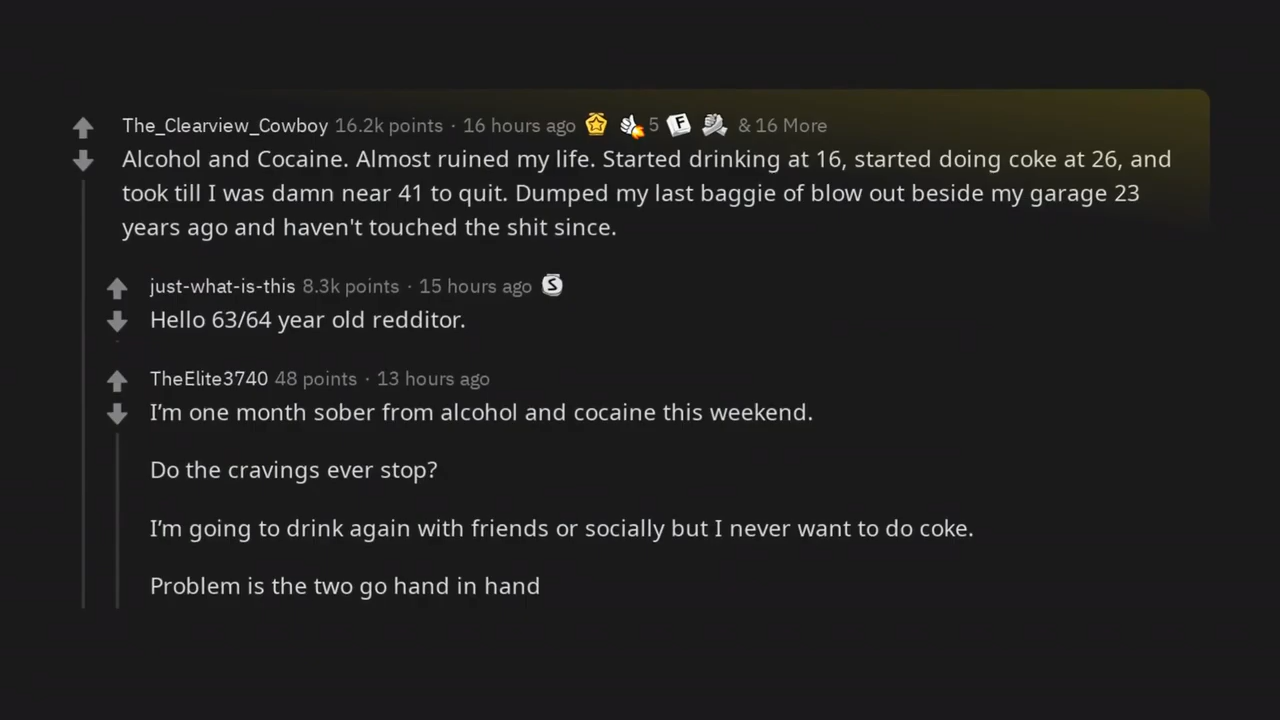 The_Clearview_Cowboy 16.2k points · 16 hours ago 5 F & 16 More
Alcohol and Cocaine. Almost ruined my life. Started drinking at 16, started doing coke at 26, and
took till I was damn near 41 to quit. Dumped my last baggie of blow out beside my garage 23
years ago and haven't touched the shit since.
just-what-is-this 8.3k points · 15 hours ago S
Hello 63/64 year old redditor.
TheElite3740 48 points · 13 hours ago
I’m one month sober from alcohol and cocaine this weekend.
Do the cravings ever stop?
I’m going to drink again with friends or socially but I never want to do coke.
Problem is the two go hand in hand